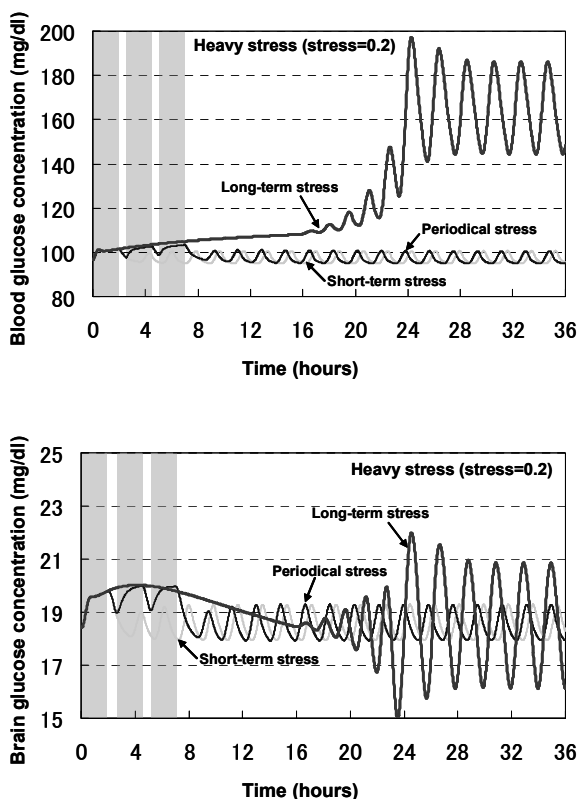 Blood glucose concentration (mg/dl)
200
180
160
140
120
100
80
Heavy stress (stress=0.2)
Long-term stress
Periodical stress
Short-term stress
0 4 8 12 16 20 24 28 32 36
Time (hours)
Brain glucose concentration (mg/dl)
25
23
21
19
17
15
Heavy stress (stress=0.2)
Long-term stress
Periodical stress
Short-term stress
0 4 8 12 16 20 24 28 32 36
Time (hours)